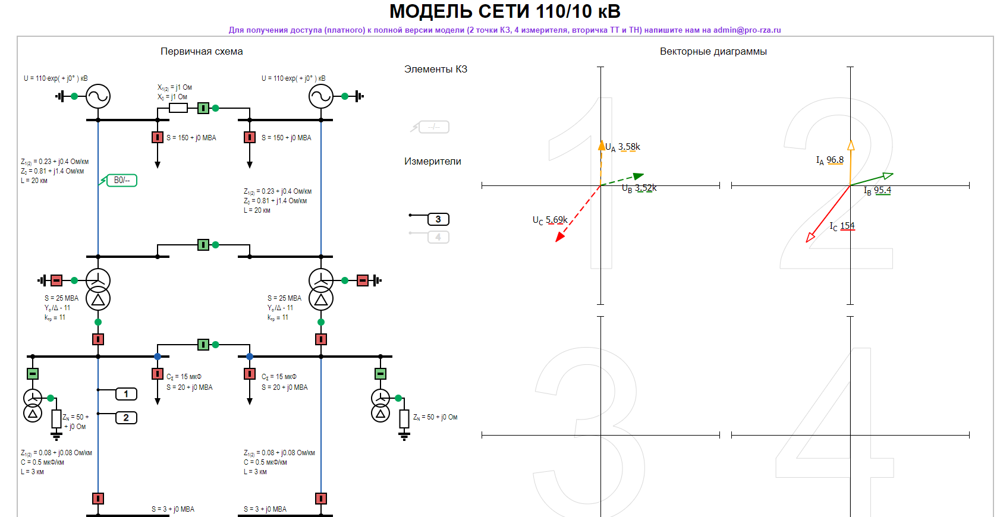 МОДЕЛЬ СЕТИ 110/10 кВ
Для получения доступа (платного) к полной версии модели (2 точки КЗ, 4 измерителя, вторичка ТТ и ТН) напишите нам на admin@pro-rza.ru
Первичная схема
Векторные диаграммы
Элементы КЗ
U = 110·exp( + j0° ) кВ
U = 110·exp( + j0° ) кВ
X1(2) = j1 Ом
X0 = j1 Ом
--/--
S = 150 + j0 МВА
S = 150 + j0 МВА
Измерители
Z1(2) = 0.23 + j0.4 Ом/км
Z0 = 0.81 + j1.4 Ом/км
L = 20 км
B0/--
Z1(2) = 0.23 + j0.4 Ом/км
Z0 = 0.81 + j1.4 Ом/км
L = 20 км
3
4
S = 25 МВА
Yo/Δ - 11
kтр = 11
S = 25 МВА
Yo/Δ - 11
kтр = 11
CΣ = 15 мкФ
S = 20 + j0 МВА
CΣ = 15 мкФ
S = 20 + j0 МВА
1
2
ZN = 50 +
+ j0 Ом
ZN = 50 + j0 Ом
Z1(2) = 0.08 + j0.08 Ом/км
C = 0.5 мкФ/км
L = 3 км
Z1(2) = 0.08 + j0.08 Ом/км
C = 0.5 мкФ/км
L = 3 км
S = 3 + j0 МВА
S = 3 + j0 МВА
1
UA 3.58k
UB 3.52k
UC 5.69k
2
IA 96.8
IB 95.4
IC 154
3
4